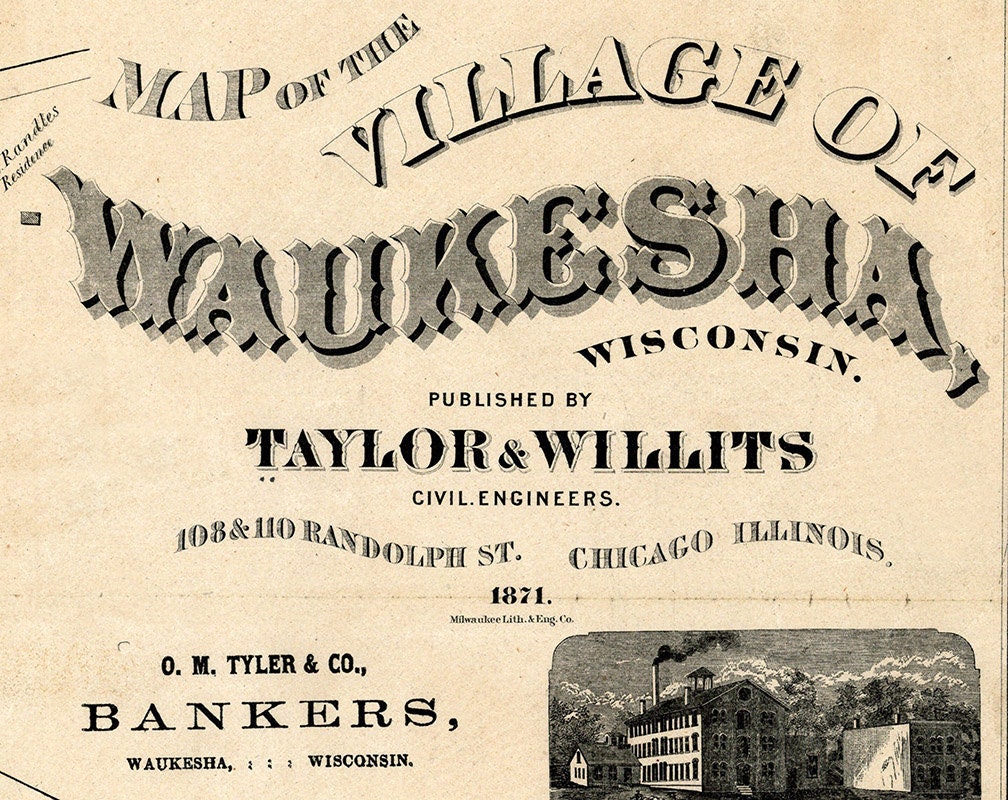 MAP OF THE
VILLAGE OF
WAUKESHA,
WISCONSIN.
Randles
Residence
PUBLISHED BY
TAYLOR & WILLITS
CIVIL. ENGINEERS.
108 & 110 RANDOLPH ST. CHICAGO ILLINOIS.
1871.
Milwaukee Lith. & Eng. Co.
O. M. TYLER & CO.,
BANKERS,
WAUKESHA, : : : WISCONSIN.